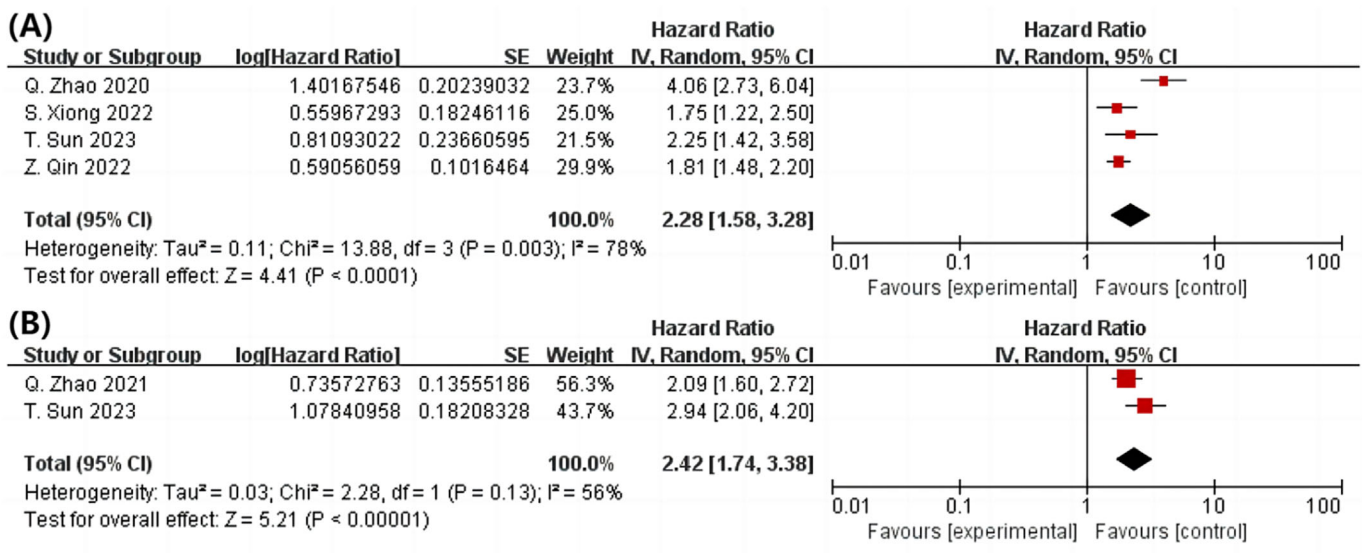 (A)
Hazard Ratio Hazard Ratio
Study or Subgroup log[Hazard Ratio] SE Weight IV, Random, 95% CI IV, Random, 95% CI
Q. Zhao 2020 1.40167546 0.20239032 23.7% 4.06 [2.73, 6.04]
S. Xiong 2022 0.55967293 0.18246116 25.0% 1.75 [1.22, 2.50]
T. Sun 2023 0.81093022 0.23660595 21.5% 2.25 [1.42, 3.58]
Z. Qin 2022 0.59056059 0.1016464 29.9% 1.81 [1.48, 2.20]
Total (95% CI) 100.0% 2.28 [1.58, 3.28]
Heterogeneity: Tau² = 0.11; Chi² = 13.88, df = 3 (P = 0.003); I² = 78%
Test for overall effect: Z = 4.41 (P < 0.0001)
0.01 0.1 1 10 100
Favours [experimental] Favours [control]
(B)
Hazard Ratio Hazard Ratio
Study or Subgroup log[Hazard Ratio] SE Weight IV, Random, 95% CI IV, Random, 95% CI
Q. Zhao 2021 0.73572763 0.13555186 56.3% 2.09 [1.60, 2.72]
T. Sun 2023 1.07840958 0.18208328 43.7% 2.94 [2.06, 4.20]
Total (95% CI) 100.0% 2.42 [1.74, 3.38]
Heterogeneity: Tau² = 0.03; Chi² = 2.28, df = 1 (P = 0.13); I² = 56%
Test for overall effect: Z = 5.21 (P < 0.00001)
0.01 0.1 1 10 100
Favours [experimental] Favours [control]